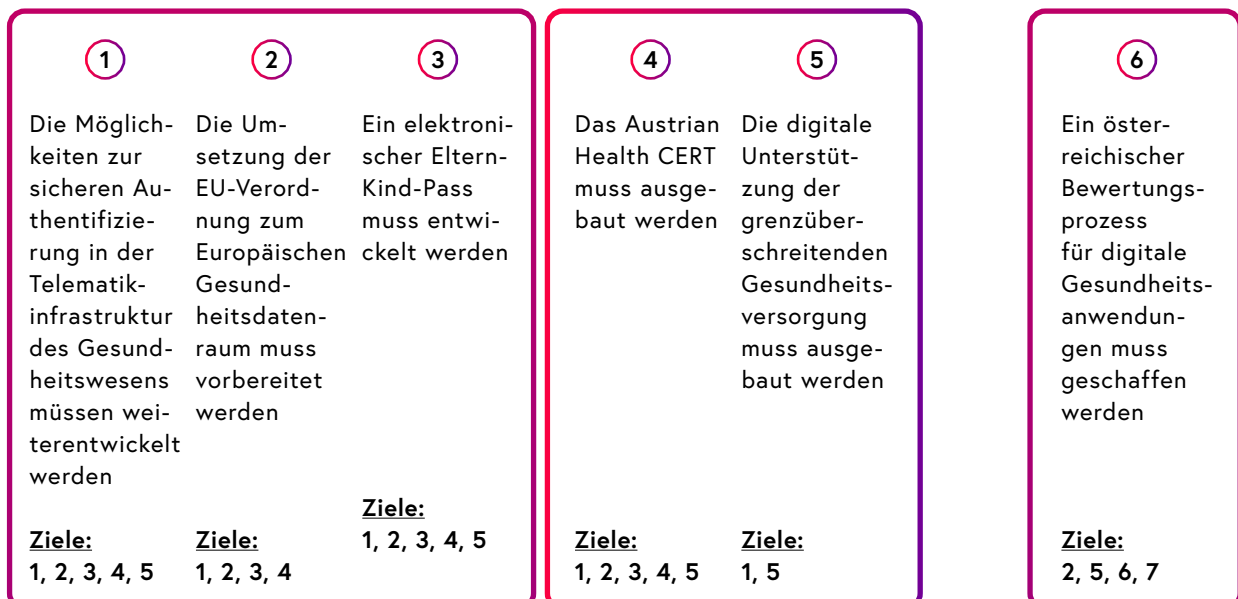 1
Die Möglich-
keiten zur
sicheren Au-
thentifizie-
rung in der
Telematik-
infrastruktur
des Gesund-
heitswesens
müssen wei-
terentwickelt
werden
Ziele:
1, 2, 3, 4, 5
2
Die Um-
setzung der
EU-Verord-
nung zum
Europäischen
Gesund-
heitsdaten-
raum muss
vorbereitet
werden
Ziele:
1, 2, 3, 4
3
Ein elektroni-
scher Eltern-
Kind-Pass
muss entwi-
ckelt werden
Ziele:
1, 2, 3, 4, 5
4
Das Austrian
Health CERT
muss ausge-
baut werden
Ziele:
1, 2, 3, 4, 5
5
Die digitale
Unterstüt-
zung der
grenzüber-
schreitenden
Gesundheits-
versorgung
muss ausge-
baut werden
Ziele:
1, 5
6
Ein öster-
reichischer
Bewertungs-
prozess
für digitale
Gesundheits-
anwendun-
gen muss
geschaffen
werden
Ziele:
2, 5, 6, 7